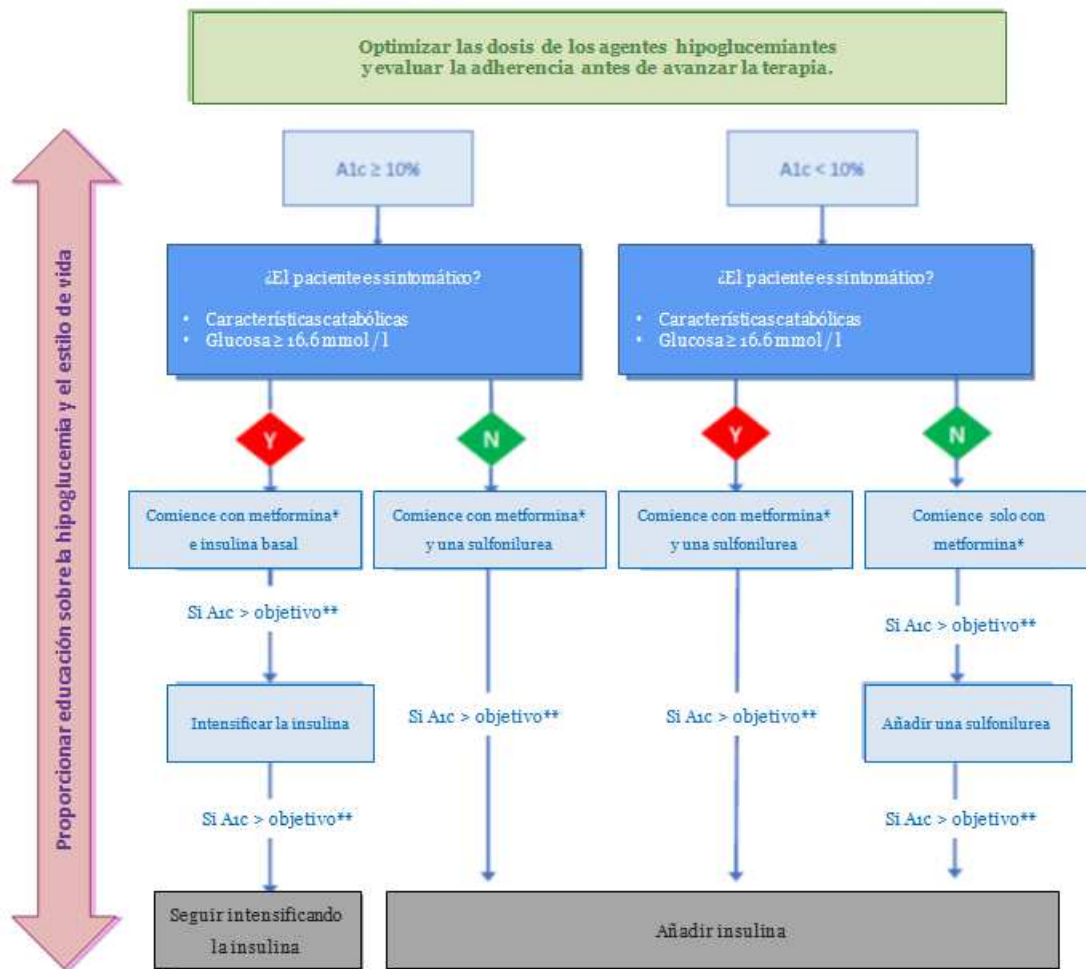 Optimizar las dosis de los agentes hipoglucemiantes
y evaluar la adherencia antes de avanzar la terapia.
Proporcionar educación sobre la hipoglucemia y el estilo de vida
A1c ≥ 10%
A1c < 10%
¿El paciente es sintomático?
• Características catabólicas
• Glucosa ≥ 16.6 mmol / l
¿El paciente es sintomático?
• Características catabólicas
• Glucosa ≥ 16.6 mmol / l
Y
N
Y
N
Comience con metformina*
e insulina basal
Comience con metformina*
y una sulfonilurea
Comience con metformina*
y una sulfonilurea
Comience solo con
metformina*
Si A1c > objetivo**
Si A1c > objetivo**
Intensificar la insulina
Si A1c > objetivo**
Si A1c > objetivo**
Añadir una sulfonilurea
Si A1c > objetivo**
Si A1c > objetivo**
Seguir intensificando
la insulina
Añadir insulina